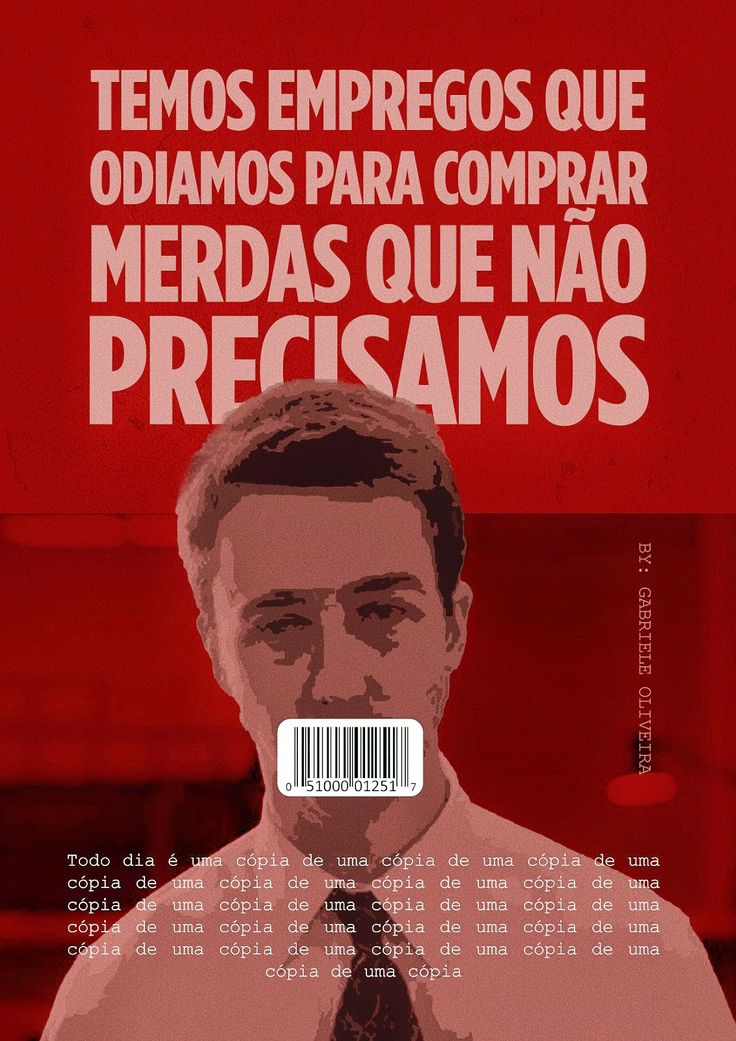 TEMOS EMPREGOS QUE
ODIAMOS PARA COMPRAR
MERDAS QUE NÃO
PRECISAMOS
BY: GABRIELE OLIVEIRA
0 51000 01251 7
Todo dia é uma cópia de uma cópia de uma cópia de uma
cópia de uma cópia de uma cópia de uma cópia de uma
cópia de uma cópia de uma cópia de uma cópia de uma
cópia de uma cópia de uma cópia de uma cópia de uma
cópia de uma cópia de uma cópia de uma cópia de uma
cópia de uma cópia